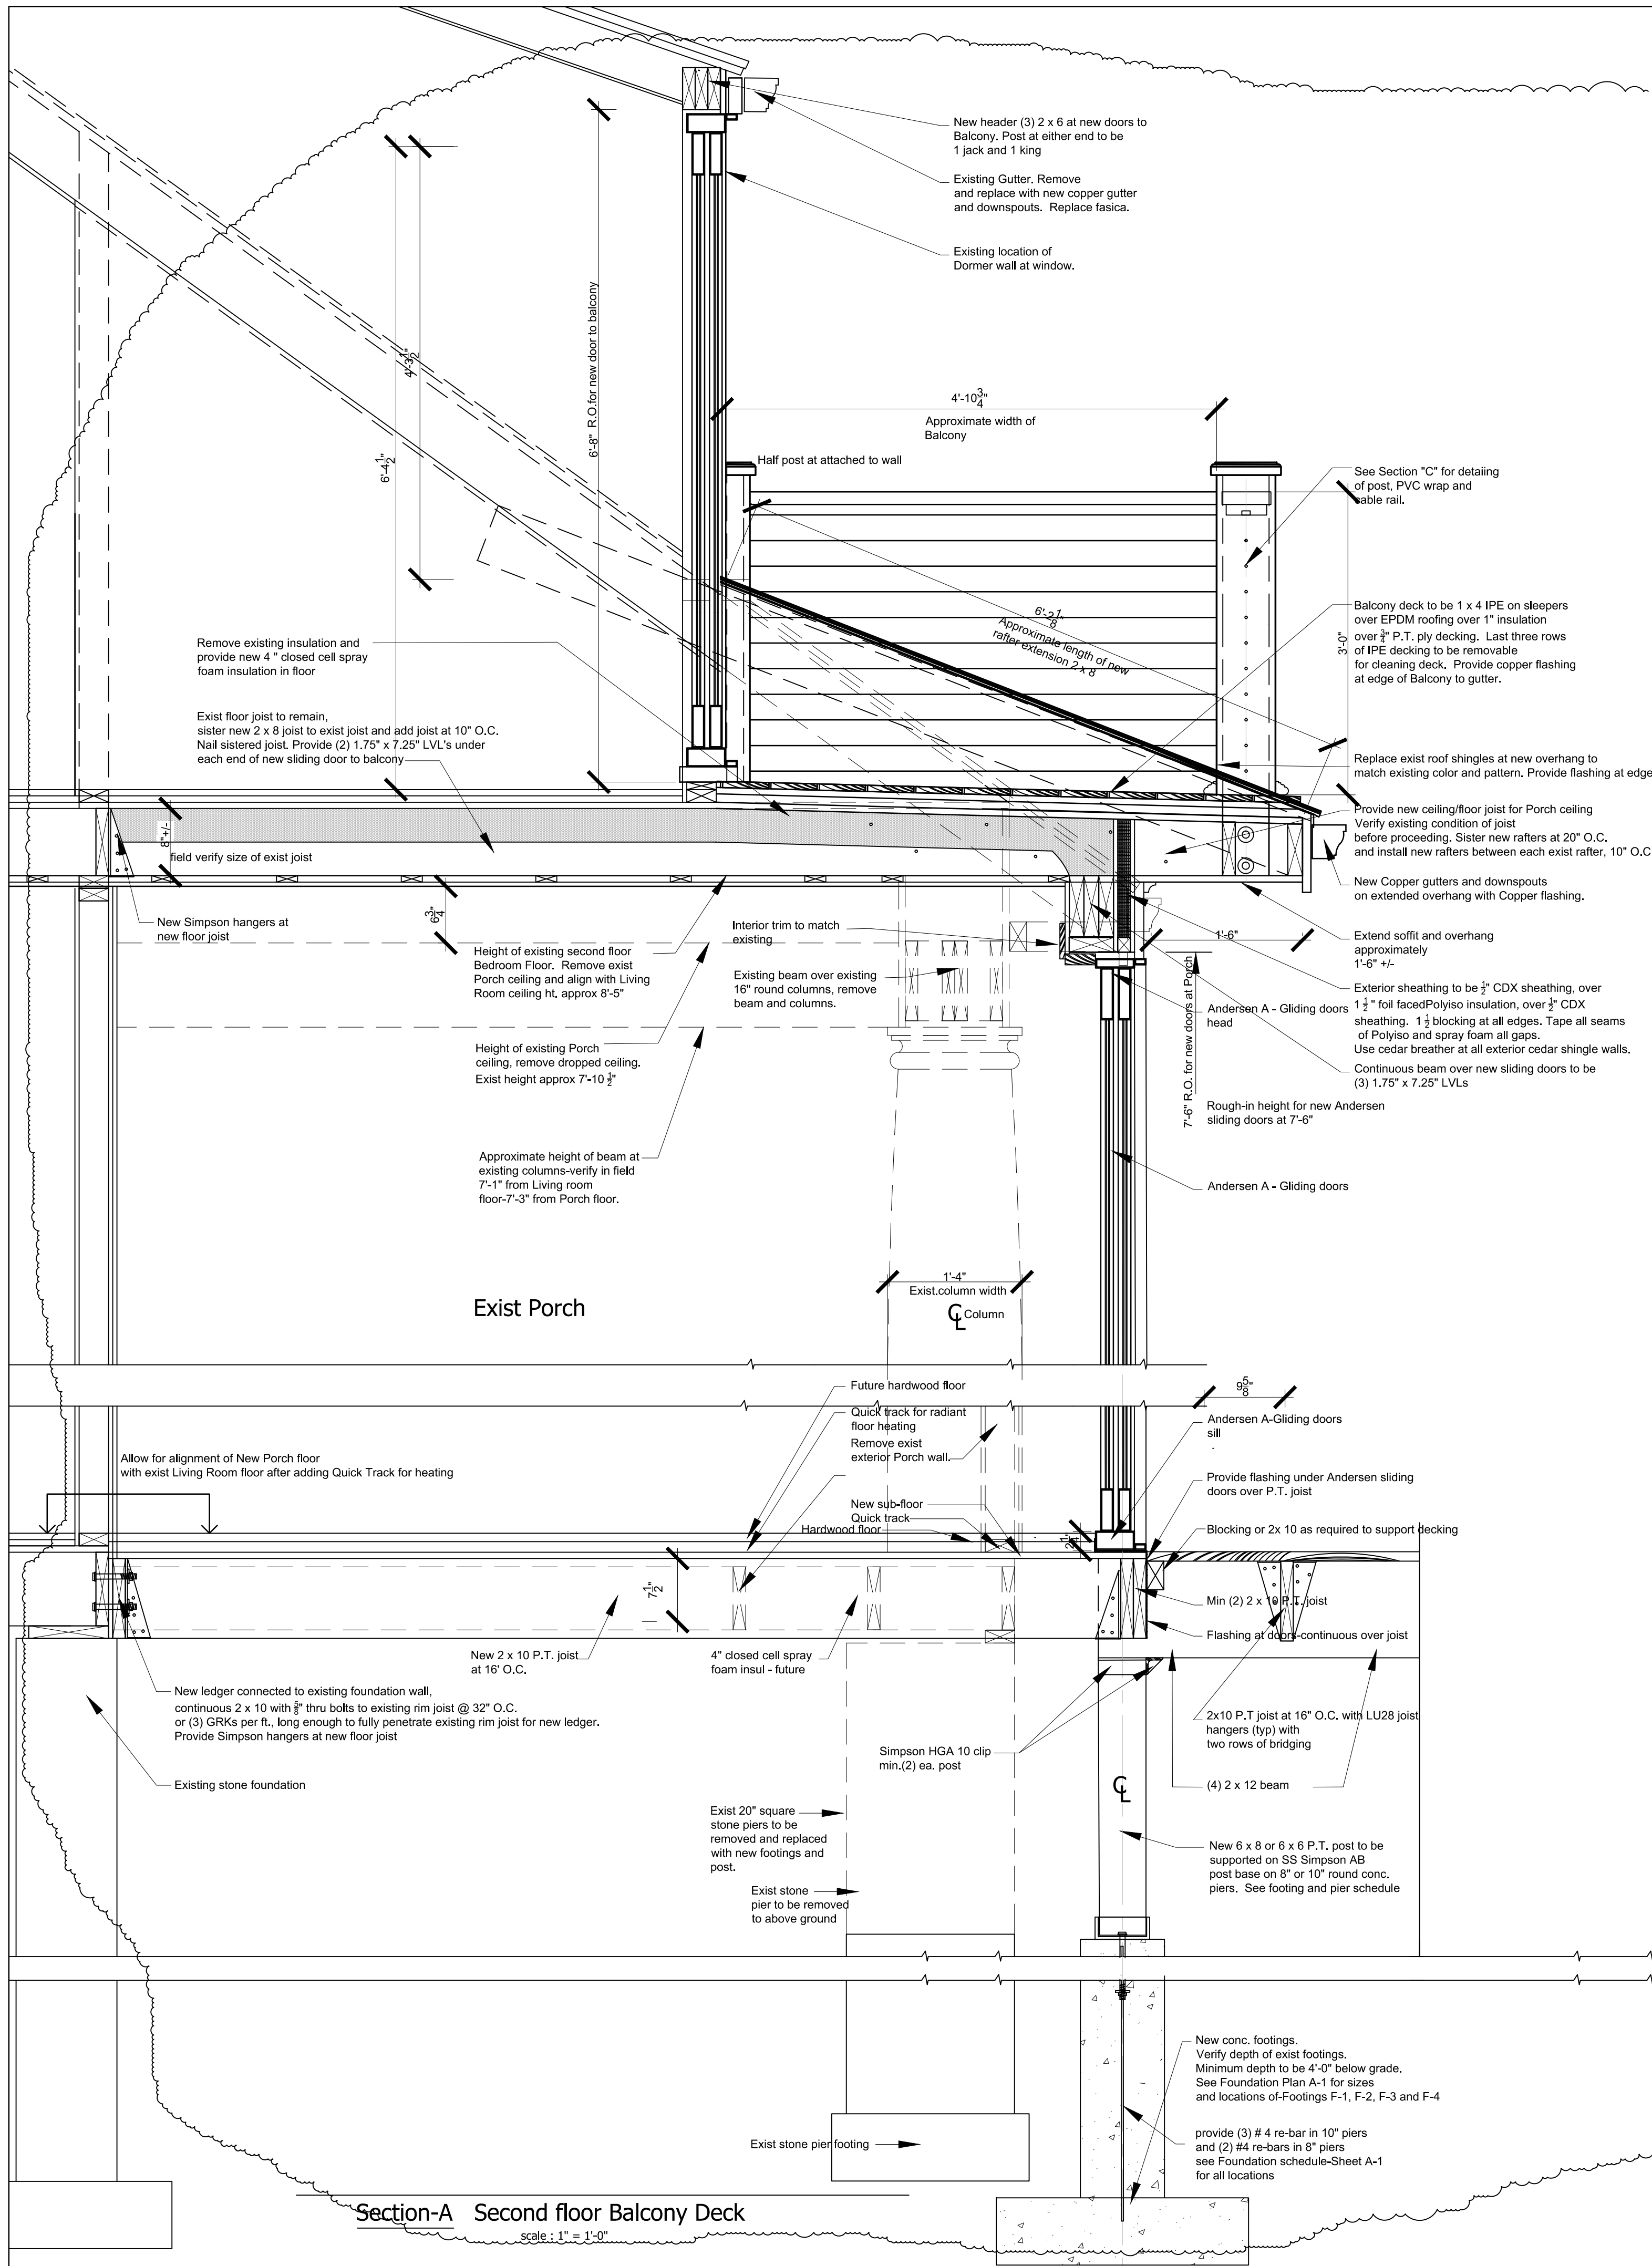 New header (3) 2 x 6 at new doors to
Balcony. Post at either end to be
1 jack and 1 king
Existing Gutter. Remove
and replace with new copper gutter
and downspouts. Replace fasica.
Existing location of
Dormer wall at window.
4'-3 1/2"
6'-4 1/2"
6'-8" R.O.for new door to balcony
4'-10 3/4"
Approximate width of
Balcony
Half post at attached to wall
See Section "C" for detaiing
of post, PVC wrap and
cable rail.
3'-0"
6'-2 1/8"
Approximate length of new
rafter extension 2 x 8
Balcony deck to be 1 x 4 IPE on sleepers
over EPDM roofing over 1" insulation
over 3/4" P.T. ply decking. Last three rows
of IPE decking to be removable
for cleaning deck. Provide copper flashing
at edge of Balcony to gutter.
Remove existing insulation and
provide new 4 " closed cell spray
foam insulation in floor
Exist floor joist to remain,
sister new 2 x 8 joist to exist joist and add joist at 10" O.C.
Nail sistered joist. Provide (2) 1.75" x 7.25" LVL's under
each end of new sliding door to balcony
Replace exist roof shingles at new overhang to
match existing color and pattern. Provide flashing at edge
Provide new ceiling/floor joist for Porch ceiling
Verify existing condition of joist
before proceeding. Sister new rafters at 20" O.C.
and install new rafters between each exist rafter, 10" O.C
8"+/-
field verify size of exist joist
New Copper gutters and downspouts
on extended overhang with Copper flashing.
New Simpson hangers at
new floor joist
6 3/4"
Interior trim to match
existing
1'-6"
Extend soffit and overhang
approximately
1'-6" +/-
Height of existing second floor
Bedroom Floor. Remove exist
Porch ceiling and align with Living
Room ceiling ht. approx 8'-5"
Existing beam over existing
16" round columns, remove
beam and columns.
Exterior sheathing to be 1/2" CDX sheathing, over
1 1/2 " foil facedPolyiso insulation, over 1/2" CDX
sheathing. 1 1/2 blocking at all edges. Tape all seams
of Polyiso and spray foam all gaps.
Use cedar breather at all exterior cedar shingle walls.
Andersen A - Gliding doors
head
7'-6" R.O. for new doors at Porch
Height of existing Porch
ceiling, remove dropped ceiling.
Exist height approx 7'-10 1/2"
Continuous beam over new sliding doors to be
(3) 1.75" x 7.25" LVLs
Rough-in height for new Andersen
sliding doors at 7'-6"
Approximate height of beam at
existing columns-verify in field
7'-1" from Living room
floor-7'-3" from Porch floor.
Andersen A - Gliding doors
1'-4"
Exist.column width
Exist Porch
CL Column
Future hardwood floor
9 5/8"
Quick track for radiant
floor heating
Andersen A-Gliding doors
sill
Remove exist
exterior Porch wall.
Allow for alignment of New Porch floor
with exist Living Room floor after adding Quick Track for heating
Provide flashing under Andersen sliding
doors over P.T. joist
New sub-floor
Quick track
Hardwood floor
2 1/4"
Blocking or 2x 10 as required to support decking
7 1/2"
Min (2) 2 x 10 P.T. joist
Flashing at doors-continuous over joist
New 2 x 10 P.T. joist
at 16' O.C.
4" closed cell spray
foam insul - future
New ledger connected to existing foundation wall,
continuous 2 x 10 with 5/8" thru bolts to existing rim joist @ 32" O.C.
or (3) GRKs per ft., long enough to fully penetrate existing rim joist for new ledger.
Provide Simpson hangers at new floor joist
2x10 P.T joist at 16" O.C. with LU28 joist
hangers (typ) with
two rows of bridging
Simpson HGA 10 clip
min.(2) ea. post
Existing stone foundation
CL
(4) 2 x 12 beam
Exist 20" square
stone piers to be
removed and replaced
with new footings and
post.
New 6 x 8 or 6 x 6 P.T. post to be
supported on SS Simpson AB
post base on 8" or 10" round conc.
piers. See footing and pier schedule
Exist stone
pier to be removed
to above ground
New conc. footings.
Verify depth of exist footings.
Minimum depth to be 4'-0" below grade.
See Foundation Plan A-1 for sizes
and locations of-Footings F-1, F-2, F-3 and F-4
provide (3) # 4 re-bar in 10" piers
and (2) #4 re-bars in 8" piers
see Foundation schedule-Sheet A-1
for all locations
Exist stone pier footing
Section-A Second floor Balcony Deck
scale : 1" = 1'-0"